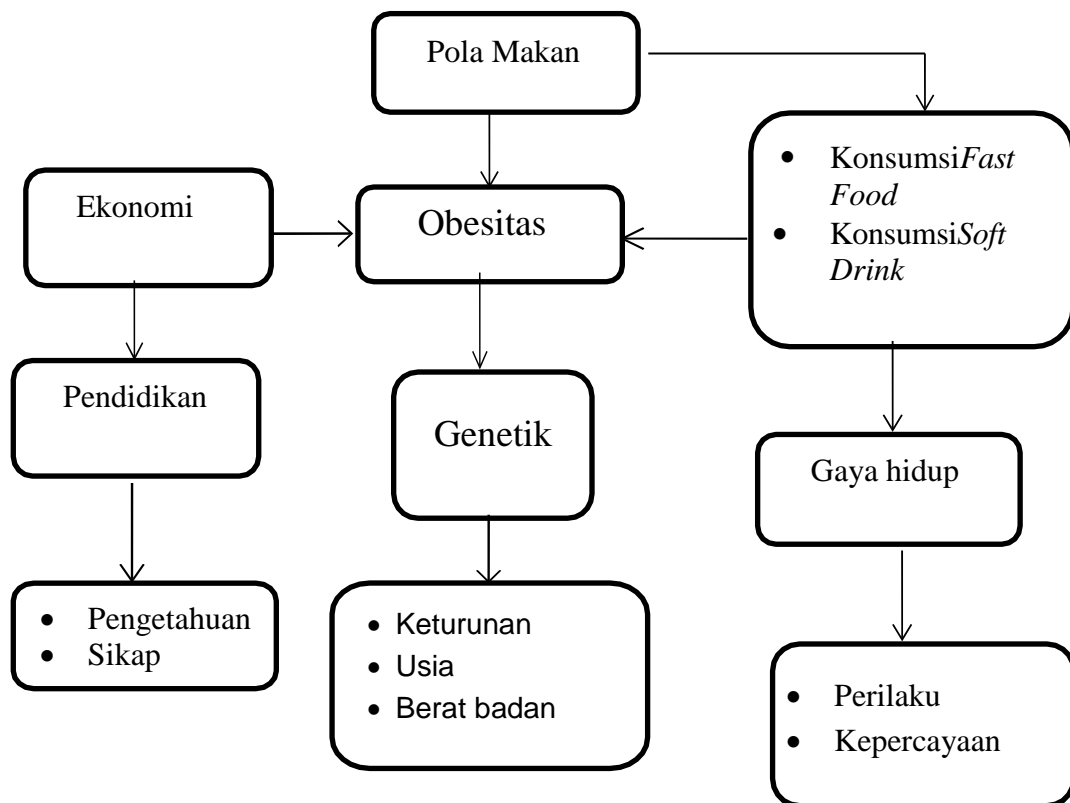 Pola Makan
• Konsumsi Fast
Food
• Konsumsi Soft
Drink
Ekonomi
Obesitas
Pendidikan
Genetik
Gaya hidup
• Pengetahuan
• Sikap
• Keturunan
• Usia
• Berat badan
• Perilaku
• Kepercayaan